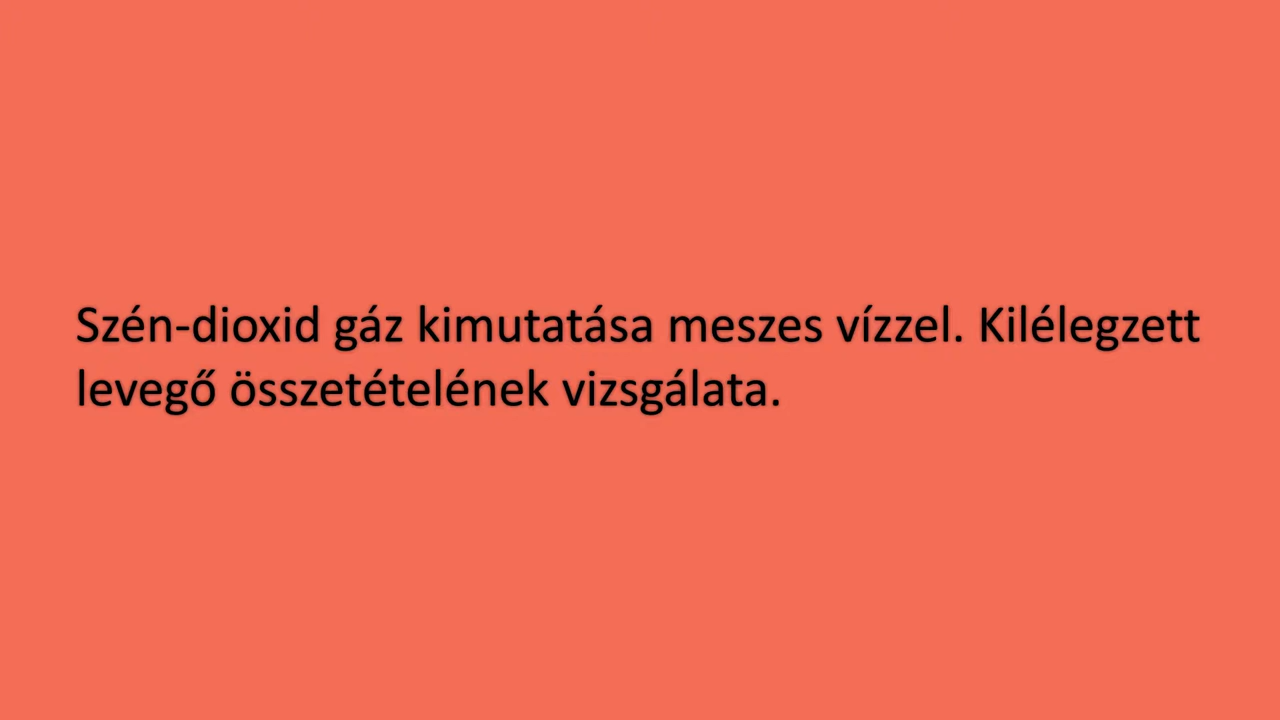 Szén-dioxid gáz kimutatása meszes vízzel. Kilélegzett
levegő összetételének vizsgálata.